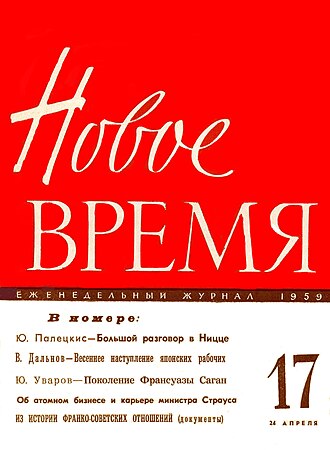 Новое
ВРЕМЯ
ЕЖЕНЕДЕЛЬНЫЙ ЖУРНАЛ 1959
В номере:
Ю. Палецкис—Большой разговор в Ницце
В. Дальнов—Весеннее наступление японских рабочих
Ю. Уваров—Поколение Франсуазы Саган
Об атомном бизнесе и карьере министра Страуса
ИЗ ИСТОРИИ ФРАНКО-СОВЕТСКИХ ОТНОШЕНИЙ (документы)
17
24 АПРЕЛЯ